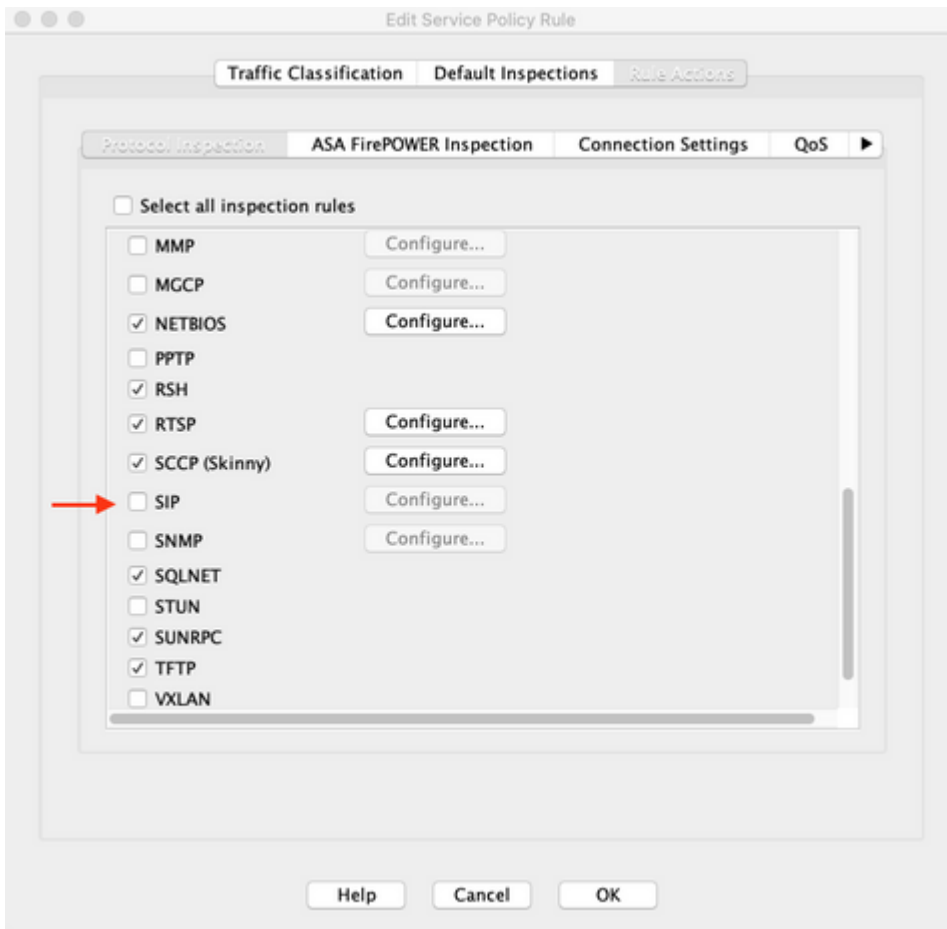 Edit Service Policy Rule
Traffic Classification Default Inspections Rule Actions
Protocol Inspection ASA FirePOWER Inspection Connection Settings QoS
Select all inspection rules
MMP Configure...
MGCP Configure...
NETBIOS Configure...
PPTP
RSH
RTSP Configure...
SCCP (Skinny) Configure...
SIP Configure...
SNMP Configure...
SQLNET
STUN
SUNRPC
TFTP
VXLAN
Help Cancel OK